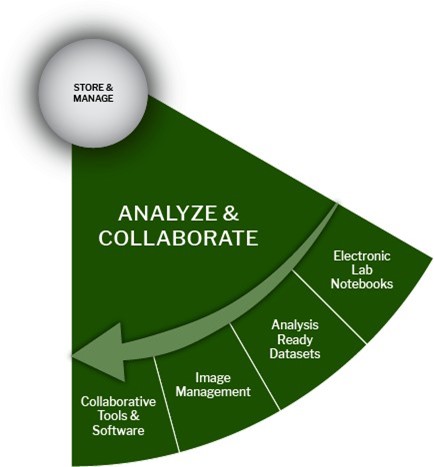 STORE &
MANAGE
ANALYZE &
COLLABORATE
Electronic
Lab
Notebooks
Analysis
Ready
Datasets
Image
Management
Collaborative
Tools &
Software